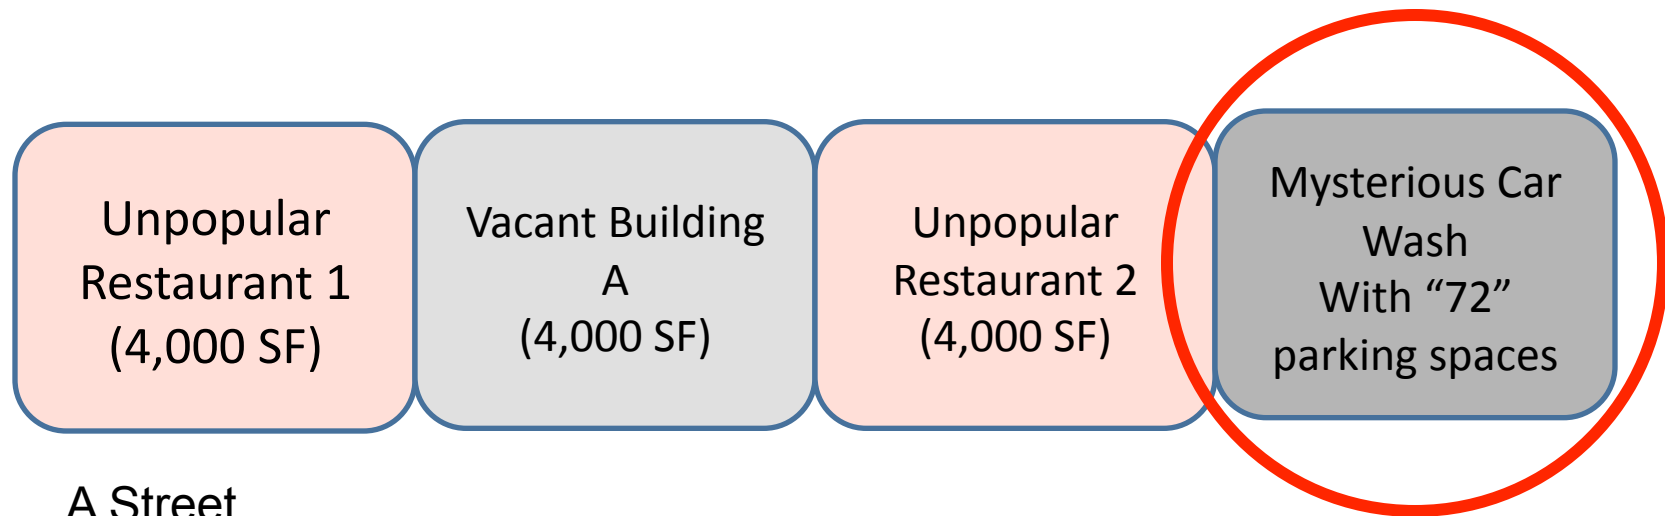 Unpopular
Restaurant 1
(4,000 SF)
Vacant Building
A
(4,000 SF)
Unpopular
Restaurant 2
(4,000 SF)
Mysterious Car
Wash
With “72”
parking spaces
A Street